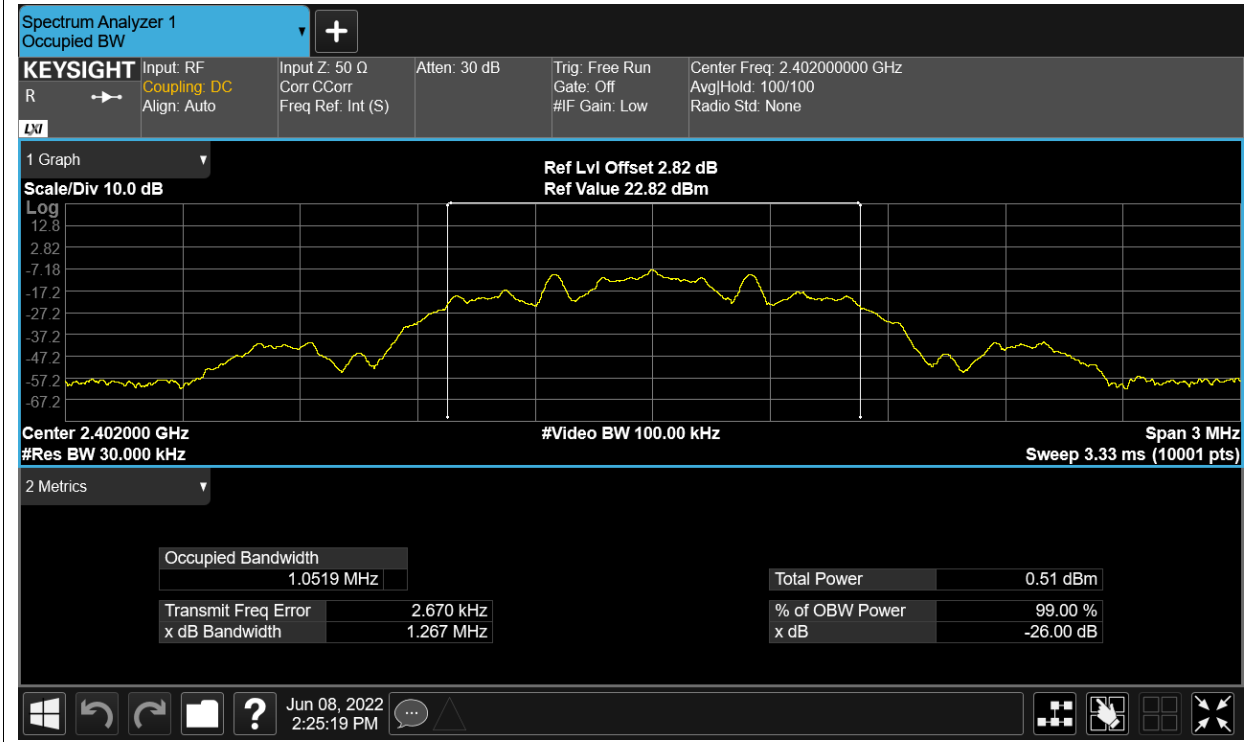 Spectrum Analyzer 1
Occupied BW
KEYSIGHT
R
LXI
Input: RF
Coupling: DC
Align: Auto
Input Z: 50 Ω
Corr CCorr
Freq Ref: Int (S)
Atten: 30 dB
Trig: Free Run
Gate: Off
#IF Gain: Low
Center Freq: 2.402000000 GHz
Avg|Hold: 100/100
Radio Std: None
1 Graph
Scale/Div 10.0 dB
Ref Lvl Offset 2.82 dB
Ref Value 22.82 dBm
Log
12.8
2.82
-7.18
-17.2
-27.2
-37.2
-47.2
-57.2
-67.2
Center 2.402000 GHz
#Video BW 100.00 kHz
Span 3 MHz
#Res BW 30.000 kHz
Sweep 3.33 ms (10001 pts)
2 Metrics
Occupied Bandwidth
1.0519 MHz
Total Power 0.51 dBm
Transmit Freq Error 2.670 kHz
% of OBW Power 99.00 %
x dB Bandwidth 1.267 MHz
x dB -26.00 dB
?
Jun 08, 2022
2:25:19 PM